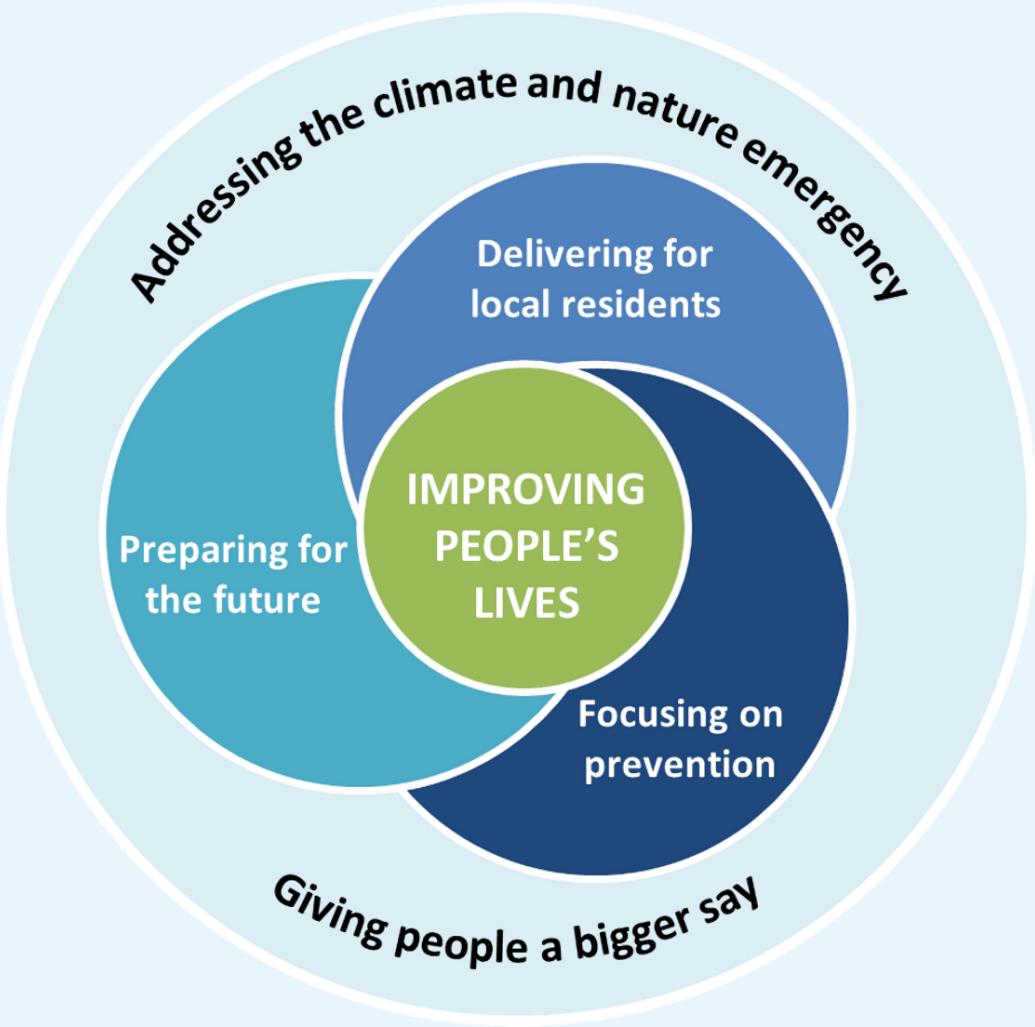 Addressing the climate and nature emergency
Delivering for
local residents
IMPROVING
PEOPLE’S
LIVES
Preparing for
the future
Focusing on
prevention
Giving people a bigger say